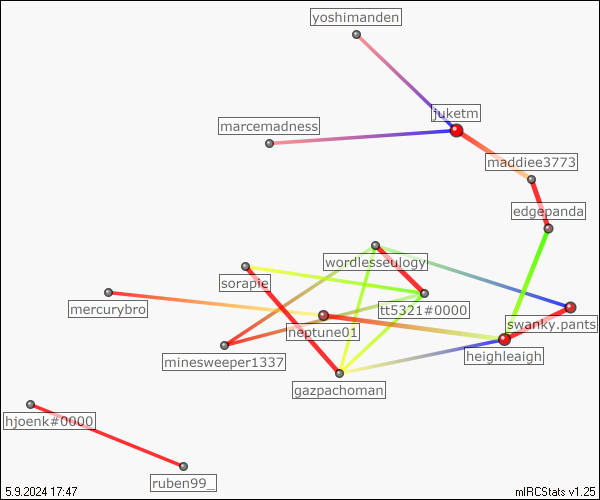 yoshimanden
juketm
marcemadness
maddiee3773
edgepanda
wordlesseulogy
sorapie
mercurybro
tt5321#0000
swanky.pants
neptune01
heighleaigh
minesweeper1337
gazpachoman
hjoenk#0000
ruben99_
5.9.2024 17:47
mIRCStats v1.25